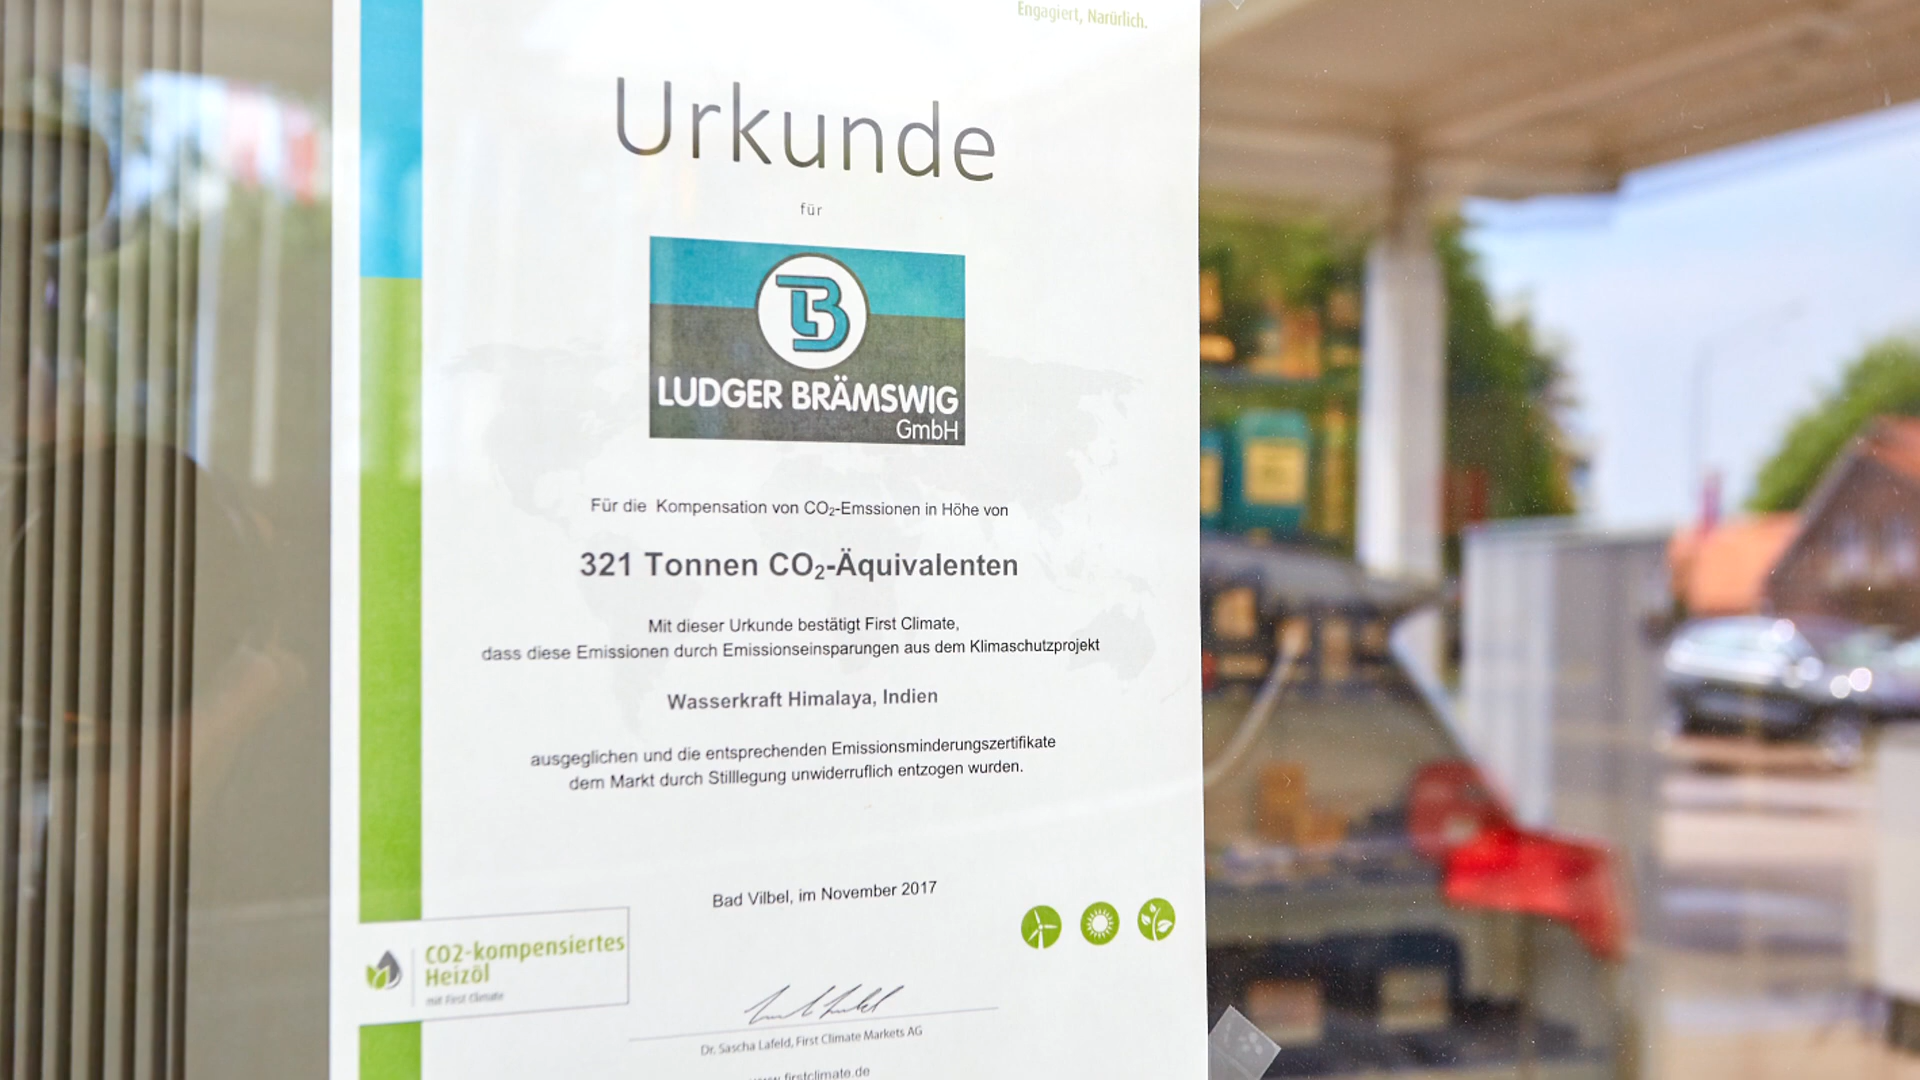 Engagiert, Narürlich.
Urkunde
für
B
LUDGER BRÄMSWIG
GmbH
Für die Kompensation von CO₂-Emssionen in Höhe von
321 Tonnen CO₂-Äquivalenten
Mit dieser Urkunde bestätigt First Climate,
dass diese Emissionen durch Emissionseinsparungen aus dem Klimaschutzprojekt
Wasserkraft Himalaya, Indien
ausgeglichen und die entsprechenden Emissionsminderungszertifikate
dem Markt durch Stilllegung unwiderruflich entzogen wurden.
Bad Vilbel, im November 2017
CO2-kompensiertes
Heizöl
mit First Climate
Dr. Sascha Lafeld, First Climate Markets AG
www.firstclimate.de